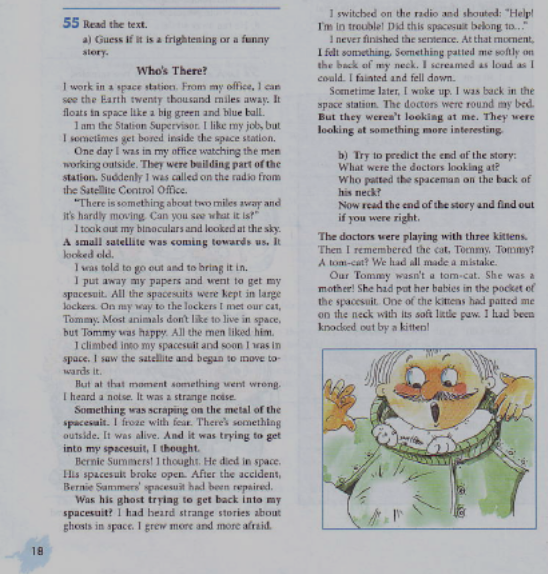 55 Read the text.
a) Guess if it is a frightening or a funny
story.
Who's There?
I work in a space station. From my office, I can
see the Earth twenty thousand miles away. It
floats in space like a big green and blue ball.
I am the Station Supervisor. I like my job, but
I sometimes get bored inside the space station.
One day I was in my office watching the men
working outside. They were building part of the
station. Suddenly I was called on the radio from
the Satellite Control Office.
"There is something about two miles away and
it's hardly moving. Can you see what it is?"
I took out my binoculars and looked at the sky.
A small satellite was coming towards us. It
looked old.
I was told to go out and to bring it in.
I put away my papers and went to get my
spacesuit. All the spacesuits were kept in large
lockers. On my way to the lockers I met our cat,
Tommy. Most animals don't like to live in space,
but Tommy was happy. All the men liked him.
I climbed into my spacesuit and soon I was in
space. I saw the satellite and began to move to-
wards it.
But at that moment something went wrong.
I heard a noise. It was a strange noise.
Something was scraping on the metal of the
spacesuit. I froze with fear. There's something
outside. It was alive. And it was trying to get
into my spacesuit, I thought.
Bernie Summers! I thought. He died in space.
His spacesuit broke open. After the accident,
Bernie Summers' spacesuit had been repaired.
Was his ghost trying to get back into my
spacesuit? I had heard strange stories about
ghosts in space. I grew more and more afraid.
18
I switched on the radio and shouted: "Help!
I'm in trouble! Did this spacesuit belong to..."
I never finished the sentence. At that moment,
I felt something. Something patted me softly on
the back of my neck. I screamed as loud as I
could. I fainted and fell down.
Sometime later, I woke up. I was back in the
space station. The doctors were round my bed.
But they weren't looking at me. They were
looking at something more interesting.
b) Try to predict the end of the story:
What were the doctors looking at?
Who patted the spaceman on the back of
his neck?
Now read the end of the story and find out
if you were right.
The doctors were playing with three kittens.
Then I remembered the cat. Tommy. Tommy?
A tom-cat? We had all made a mistake.
Our Tommy wasn't a tom-cat. She was a
mother! She had put her babies in the pocket of
the spacesuit. One of the kittens had patted me
on the neck with its soft little paw. I had been
knocked out by a kitten!